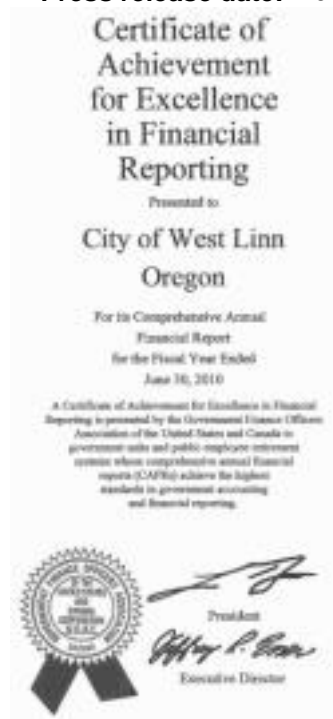 Press release date:
Certificate of
Achievement
for Excellence
in Financial
Reporting
Presented to
City of West Linn
Oregon
For its Comprehensive Annual
Financial Report
for the Fiscal Year Ended
June 30, 2010
A Certificate of Achievement for Excellence in Financial
Reporting is presented by the Government Finance Officers
Association of the United States and Canada to
government units and public employee retirement
systems whose comprehensive annual financial
reports (CAFRs) achieve the highest
standards in government accounting
and financial reporting.
President
Executive Director